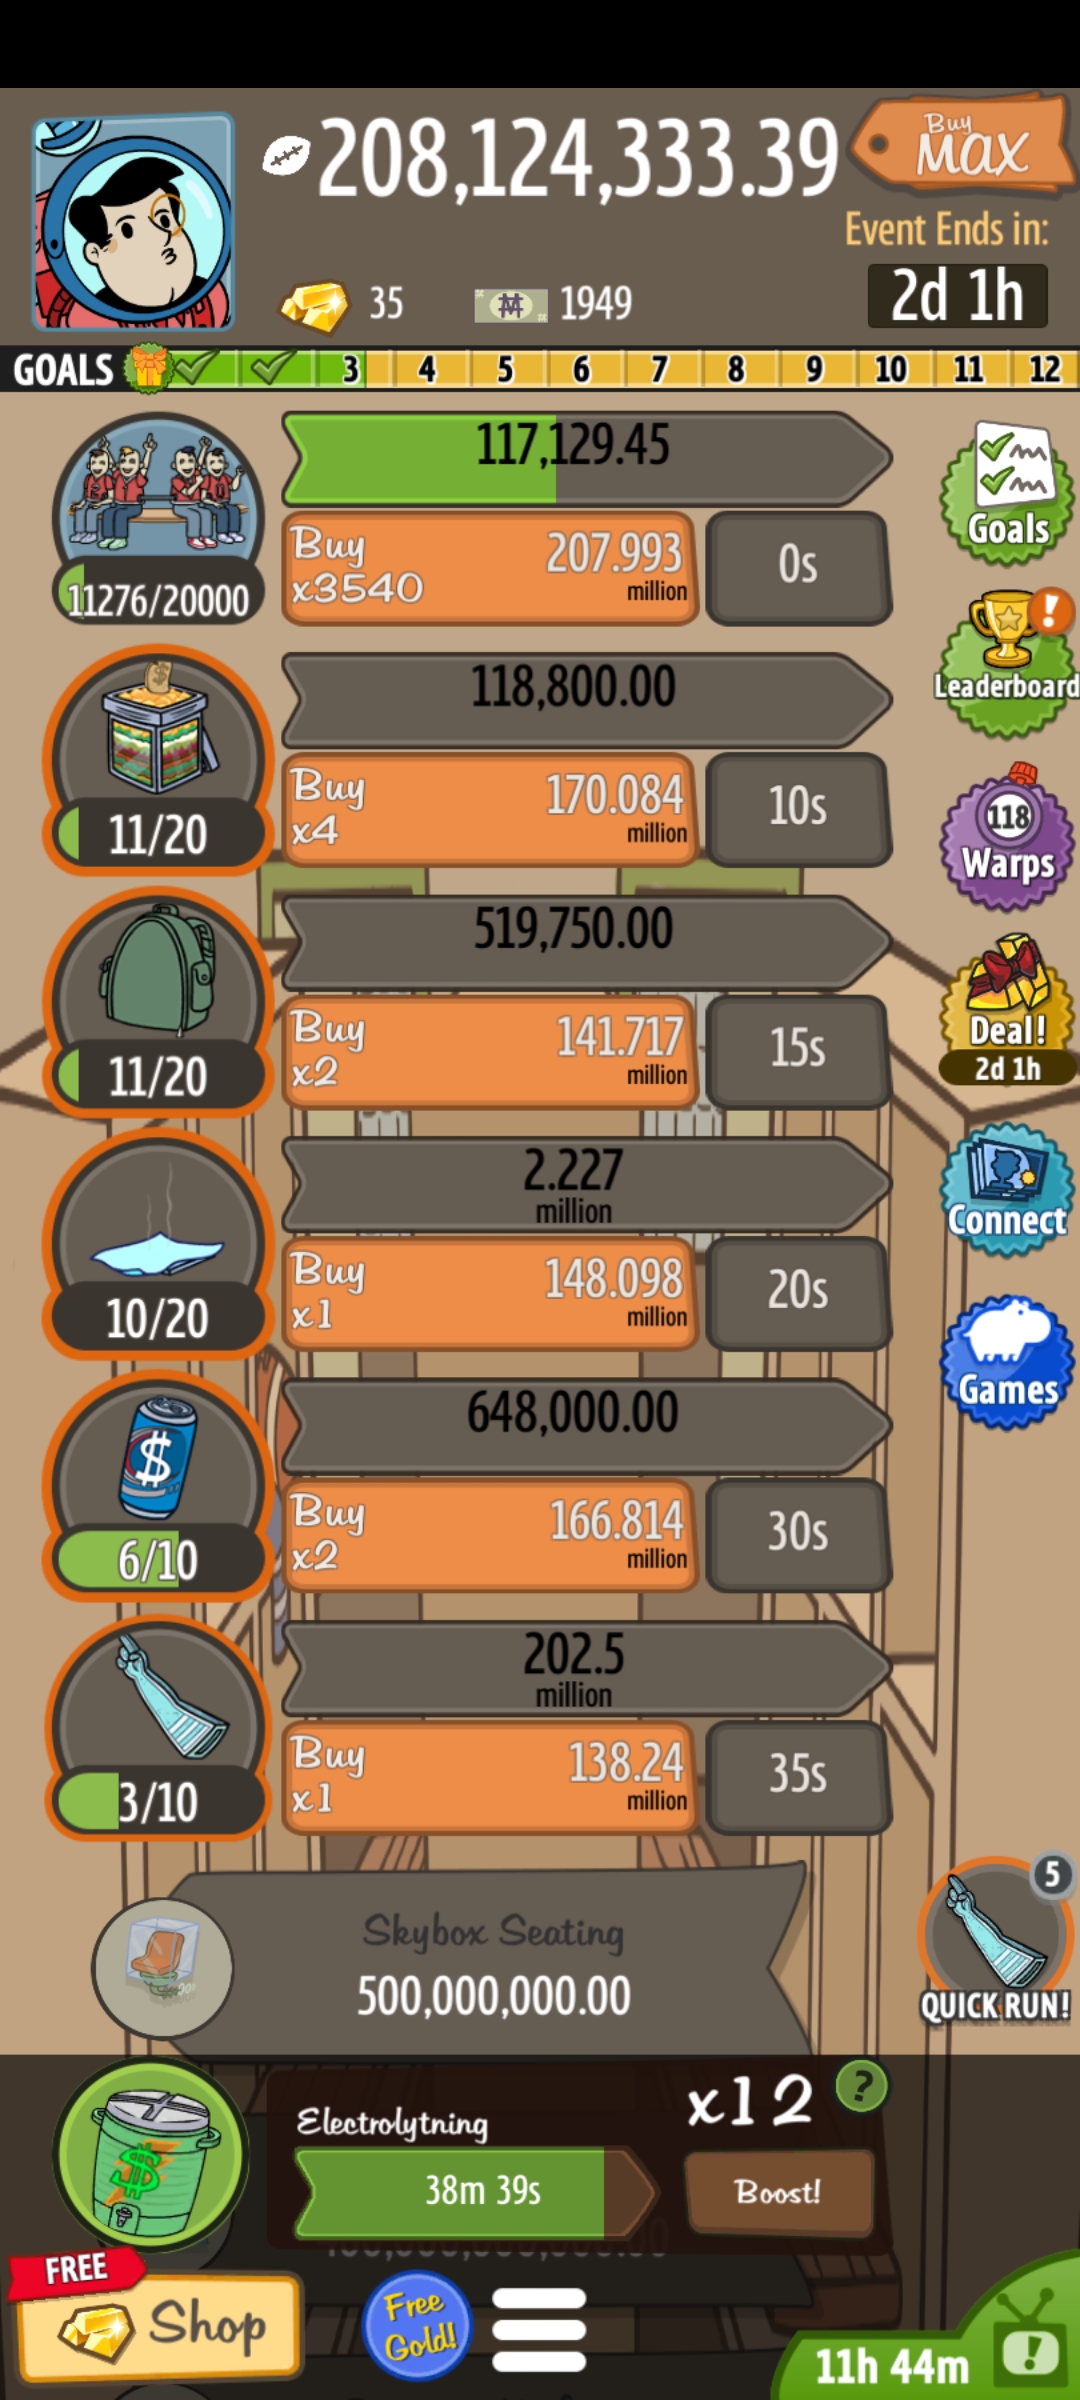 208,124,333.39
Buy
MAX
Event Ends in:
2d 1h
35
1949
GOALS 3 4 5 6 7 8 9 10 11 12
117,129.45
Buy
x3540
207.993
million
0s
11276/20000
Goals
118,800.00
Buy
x4
170.084
million
10s
11/20
Leaderboard
519,750.00
Buy
x2
141.717
million
15s
11/20
118
Warps
2.227
million
Buy
x1
148.098
million
20s
10/20
Deal!
2d 1h
648,000.00
Buy
x2
166.814
million
30s
6/10
Connect
202.5
million
Buy
x1
138.24
million
35s
3/10
Games
Skybox Seating
500,000,000.00
5
QUICK RUN!
Electrolytning
38m 39s
x12
?
Boost!
FREE
Shop
Free
Gold!
11h 44m